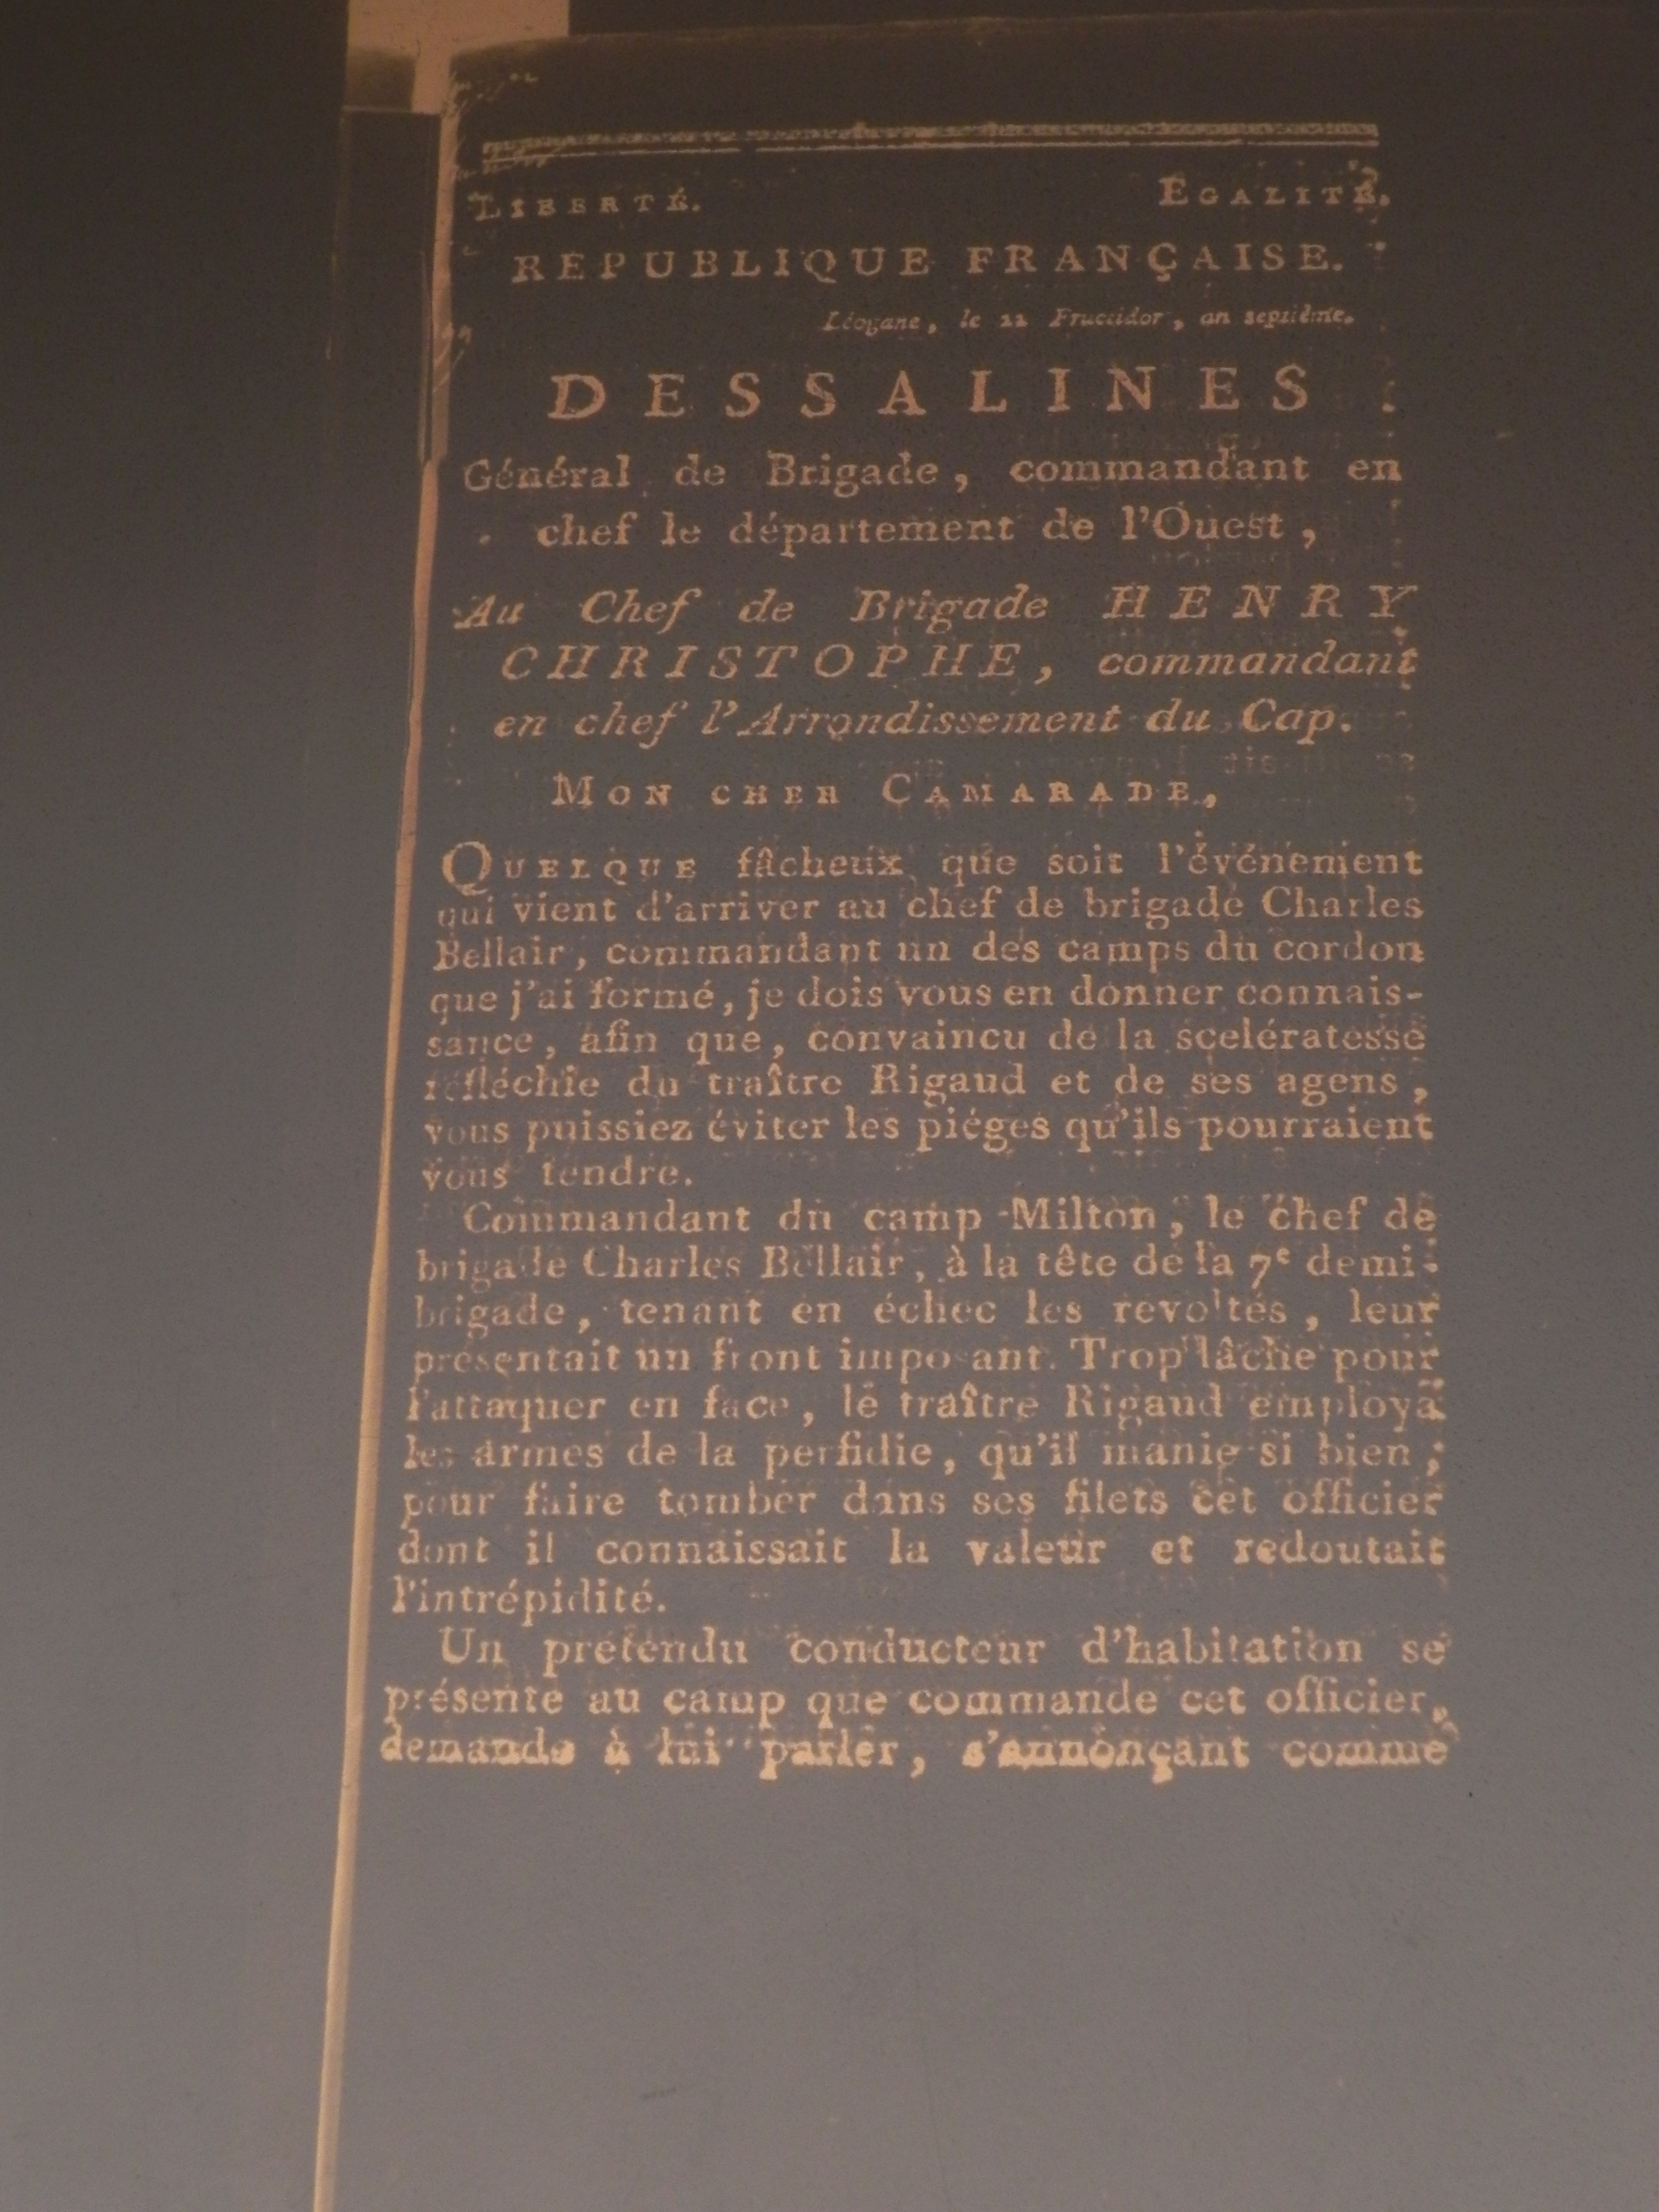 LIBERTÉ. EGALITÉ.
REPUBLIQUE FRANÇAISE.
Léogane, le 22 Fructidor, an septième.
DESSALINES
Général de Brigade, commandant en
chef le département de l'Ouest,
Au Chef de Brigade HENRY
CHRISTOPHE, commandant
en chef l'Arrondissement du Cap.
MON CHER CAMARADE,
QUELQUE fâcheux que soit l'événement
qui vient d'arriver au chef de brigade Charles
Bellair, commandant un des camps du cordon
que j'ai formé, je dois vous en donner connais-
sance, afin que, convaincu de la scelératesse
réfléchie du traître Rigaud et de ses agens,
vous puissiez éviter les piéges qu'ils pourraient
vous tendre.
Commandant du camp Milton, le chef de
brigade Charles Bellair, à la tête de la 7e demi-
brigade, tenant en échec les revoltés, leur
présentait un front imposant. Trop lâche pour
l'attaquer en face, le traître Rigaud employa
les armes de la perfidie, qu'il manie si bien,
pour faire tomber dans ses filets cet officier
dont il connaissait la valeur et redoutait
l'intrépidité.
Un prétendu conducteur d'habitation se
présente au camp que commande cet officier,
demande à lui parler, s'annonçant comme